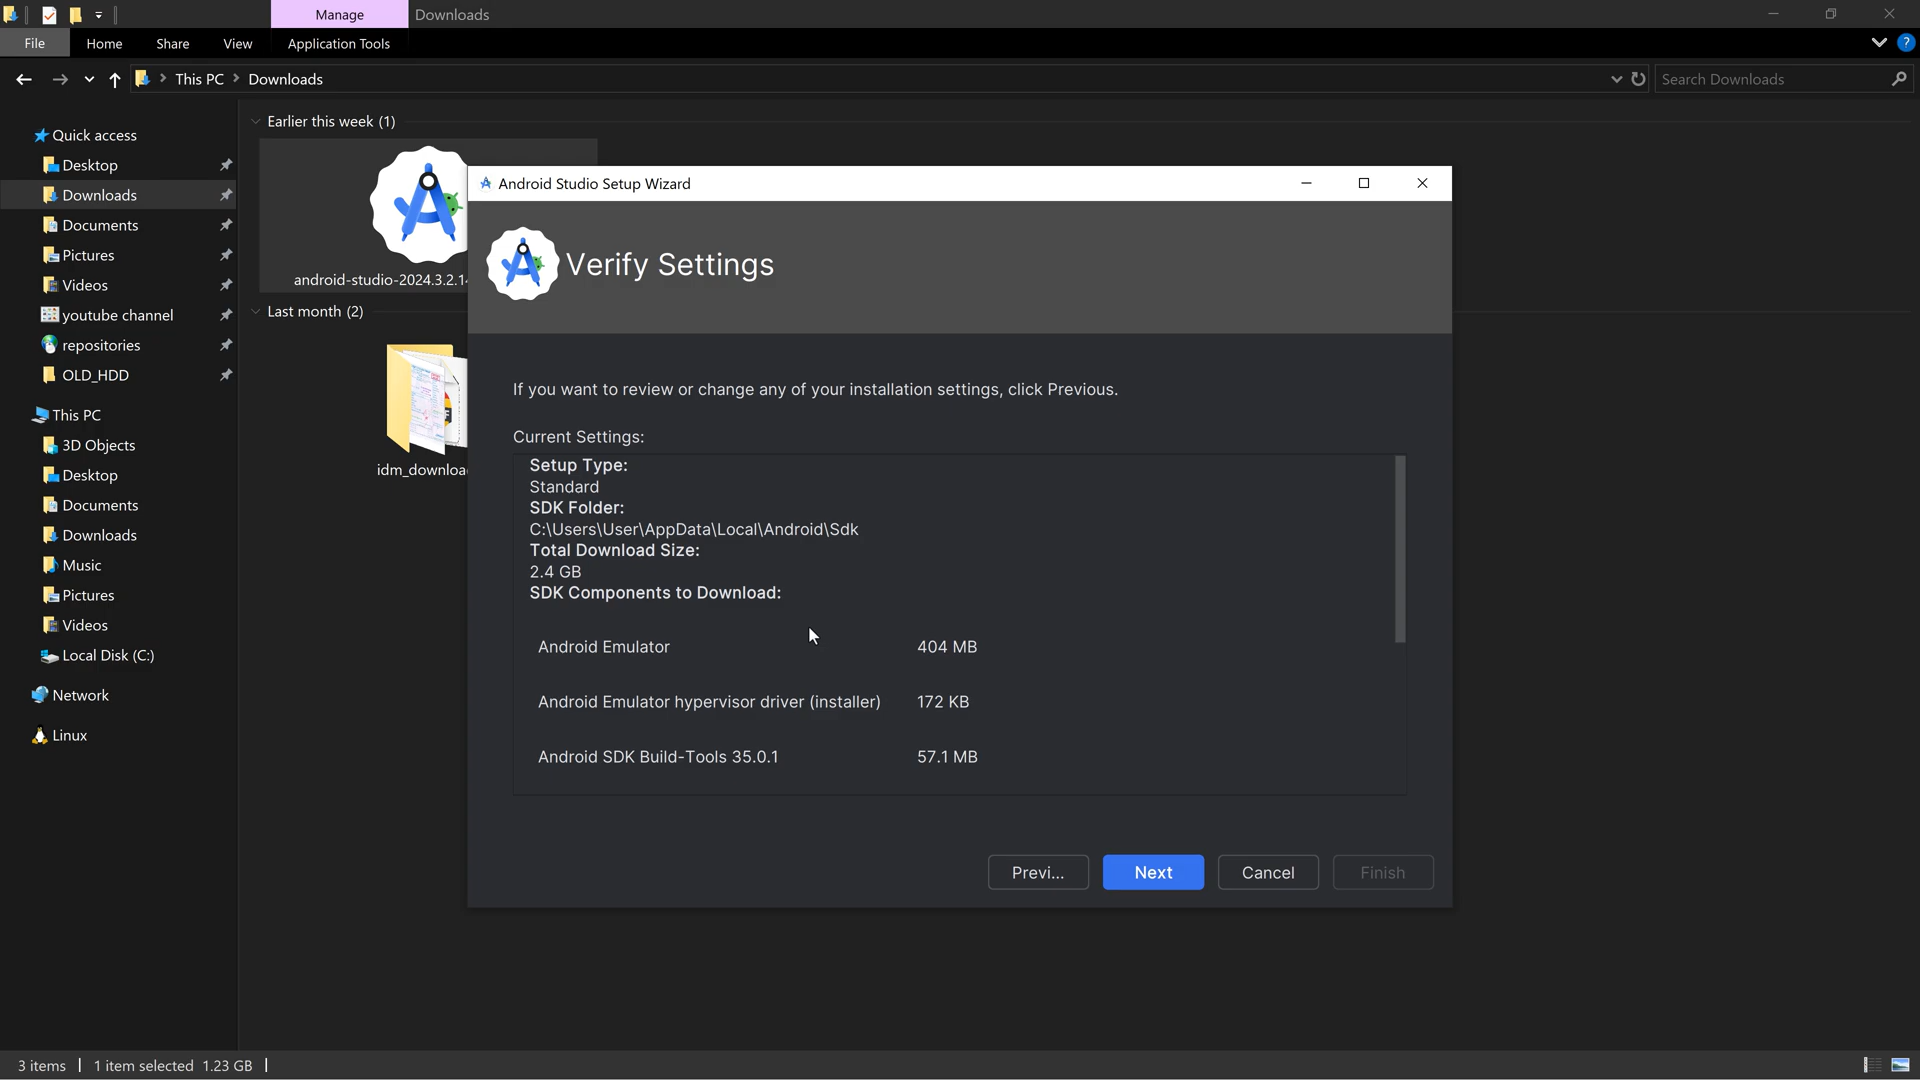 Manage
Downloads
File
Home
Share
View
Application Tools
?
This PC
Downloads
Search Downloads
Quick access
Desktop
Downloads
Documents
Pictures
Videos
youtube channel
repositories
OLD_HDD
This PC
3D Objects
Desktop
Documents
Downloads
Music
Pictures
Videos
Local Disk (C:)
Network
Linux
Earlier this week (1)
android-studio-2024.3.2.14
Last month (2)
idm_downloa
Android Studio Setup Wizard
Verify Settings
If you want to review or change any of your installation settings, click Previous.
Current Settings:
Setup Type:
Standard
SDK Folder:
C:\Users\User\AppData\Local\Android\Sdk
Total Download Size:
2.4 GB
SDK Components to Download:
Android Emulator 404 MB
Android Emulator hypervisor driver (installer) 172 KB
Android SDK Build-Tools 35.0.1 57.1 MB
Previ...
Next
Cancel
Finish
3 items
1 item selected 1.23 GB